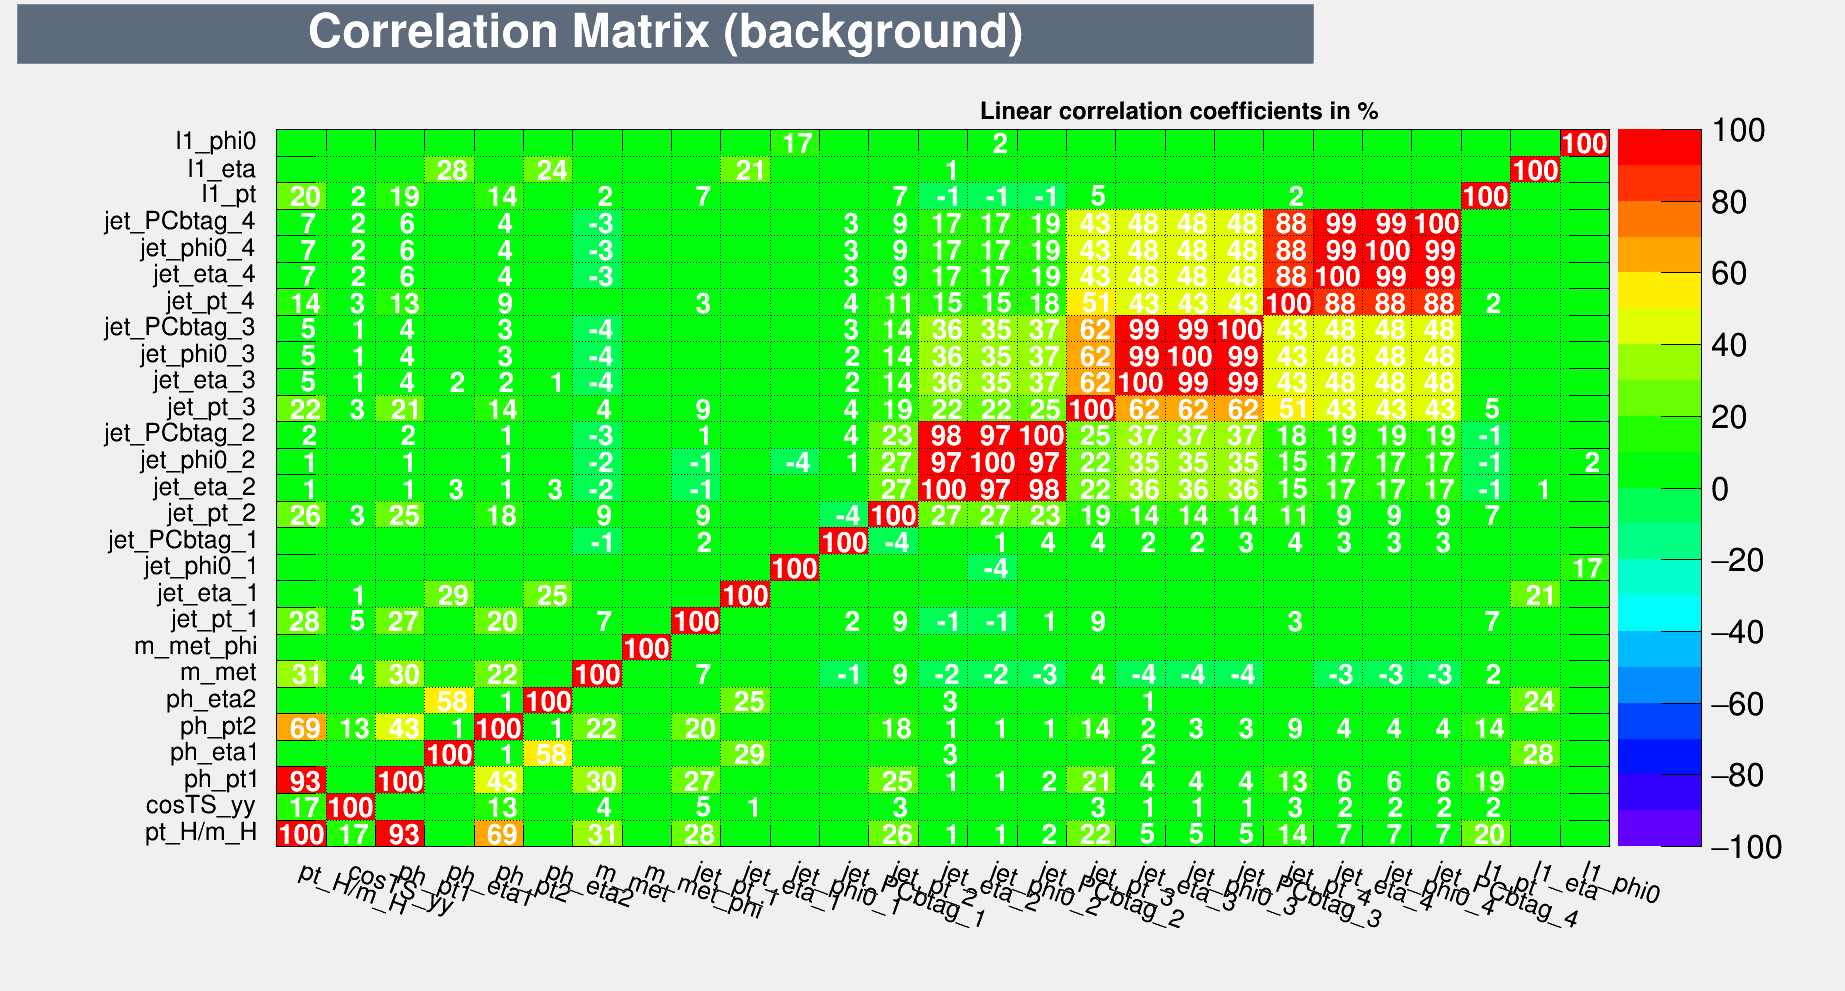 Correlation Matrix (background)
Linear correlation coefficients in %
l1_phi0 17 2 100
l1_eta 28 24 21 1 100
l1_pt 20 2 19 14 2 7 7 -1 -1 -1 5 2 100
jet_PCbtag_4 7 2 6 4 -3 3 9 17 17 19 43 48 48 48 88 99 99 100
jet_phi0_4 7 2 6 4 -3 3 9 17 17 19 43 48 48 48 88 99 100 99
jet_eta_4 7 2 6 4 -3 3 9 17 17 19 43 48 48 48 88 100 99 99
jet_pt_4 14 3 13 9 3 4 11 15 15 18 51 43 43 43 100 88 88 88 2
jet_PCbtag_3 5 1 4 3 -4 3 14 36 35 37 62 99 99 100 43 48 48 48
jet_phi0_3 5 1 4 3 -4 2 14 36 35 37 62 99 100 99 43 48 48 48
jet_eta_3 5 1 4 2 2 1 -4 2 14 36 35 37 62 100 99 99 43 48 48 48
jet_pt_3 22 3 21 14 4 9 4 19 22 22 25 100 62 62 62 51 43 43 43 5
jet_PCbtag_2 2 2 1 -3 1 4 23 98 97 100 25 37 37 37 18 19 19 19 -1
jet_phi0_2 1 1 1 -2 -1 -4 1 27 97 100 97 22 35 35 35 15 17 17 17 -1 2
jet_eta_2 1 1 3 1 3 -2 -1 27 100 97 98 22 36 36 36 15 17 17 17 -1 1
jet_pt_2 26 3 25 18 9 9 -4 100 27 27 23 19 14 14 14 11 9 9 9 7
jet_PCbtag_1 -1 2 100 -4 1 4 4 2 2 3 4 3 3 3
jet_phi0_1 100 -4 17
jet_eta_1 1 29 25 100 21
jet_pt_1 28 5 27 20 7 100 2 9 -1 -1 1 9 3 7
m_met_phi 100
m_met 31 4 30 22 100 7 -1 9 -2 -2 -3 4 -4 -4 -4 -3 -3 -3 2
ph_eta2 58 1 100 25 3 1 24
ph_pt2 69 13 43 1 100 1 22 20 18 1 1 1 14 2 3 3 9 4 4 4 14
ph_eta1 100 1 58 29 3 2 28
ph_pt1 93 100 43 30 27 25 1 1 2 21 4 4 4 13 6 6 6 19
cosTS_yy 17 100 13 4 5 1 3 3 1 1 1 3 2 2 2 2
pt_H/m_H 100 17 93 69 31 28 26 1 1 2 22 5 5 5 14 7 7 7 20
pt_H/m_H
cosTS_yy
ph_pt1
ph_eta1
ph_pt2
ph_eta2
m_met
m_met_phi
jet_pt_1
jet_eta_1
jet_phi0_1
jet_PCbtag_1
jet_pt_2
jet_eta_2
jet_phi0_2
jet_PCbtag_2
jet_pt_3
jet_eta_3
jet_phi0_3
jet_PCbtag_3
jet_pt_4
jet_eta_4
jet_phi0_4
jet_PCbtag_4
l1_pt
l1_eta
l1_phi0
100
80
60
40
20
0
−20
−40
−60
−80
−100